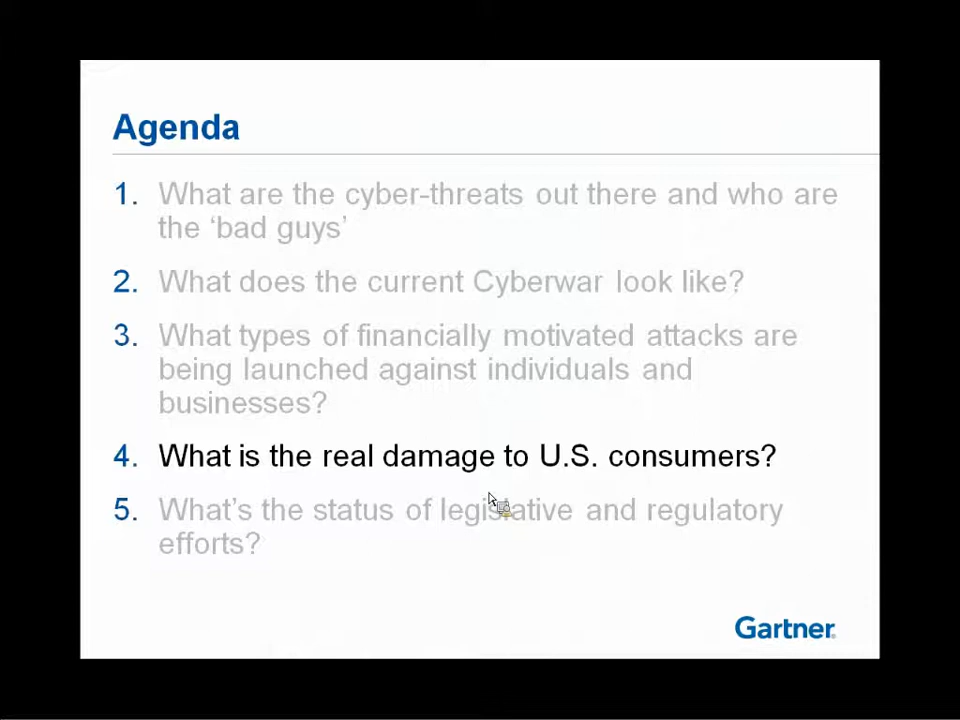 Agenda
1. What are the cyber-threats out there and who are
the ‘bad guys’
2. What does the current Cyberwar look like?
3. What types of financially motivated attacks are
being launched against individuals and
businesses?
4. What is the real damage to U.S. consumers?
5. What’s the status of legislative and regulatory
efforts?
Gartner